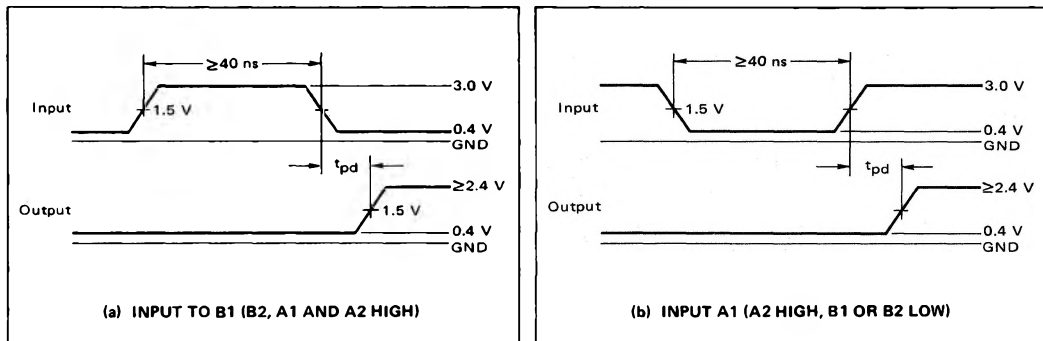 ≥40 ns
3.0 V
Input
1.5 V
0.4 V
GND
tpd
≥2.4 V
Output
1.5 V
0.4 V
GND
(a) INPUT TO B1 (B2, A1 AND A2 HIGH)
≥40 ns
3.0 V
Input
1.5 V
0.4 V
GND
tpd
≥2.4 V
Output
0.4 V
GND
(b) INPUT A1 (A2 HIGH, B1 OR B2 LOW)